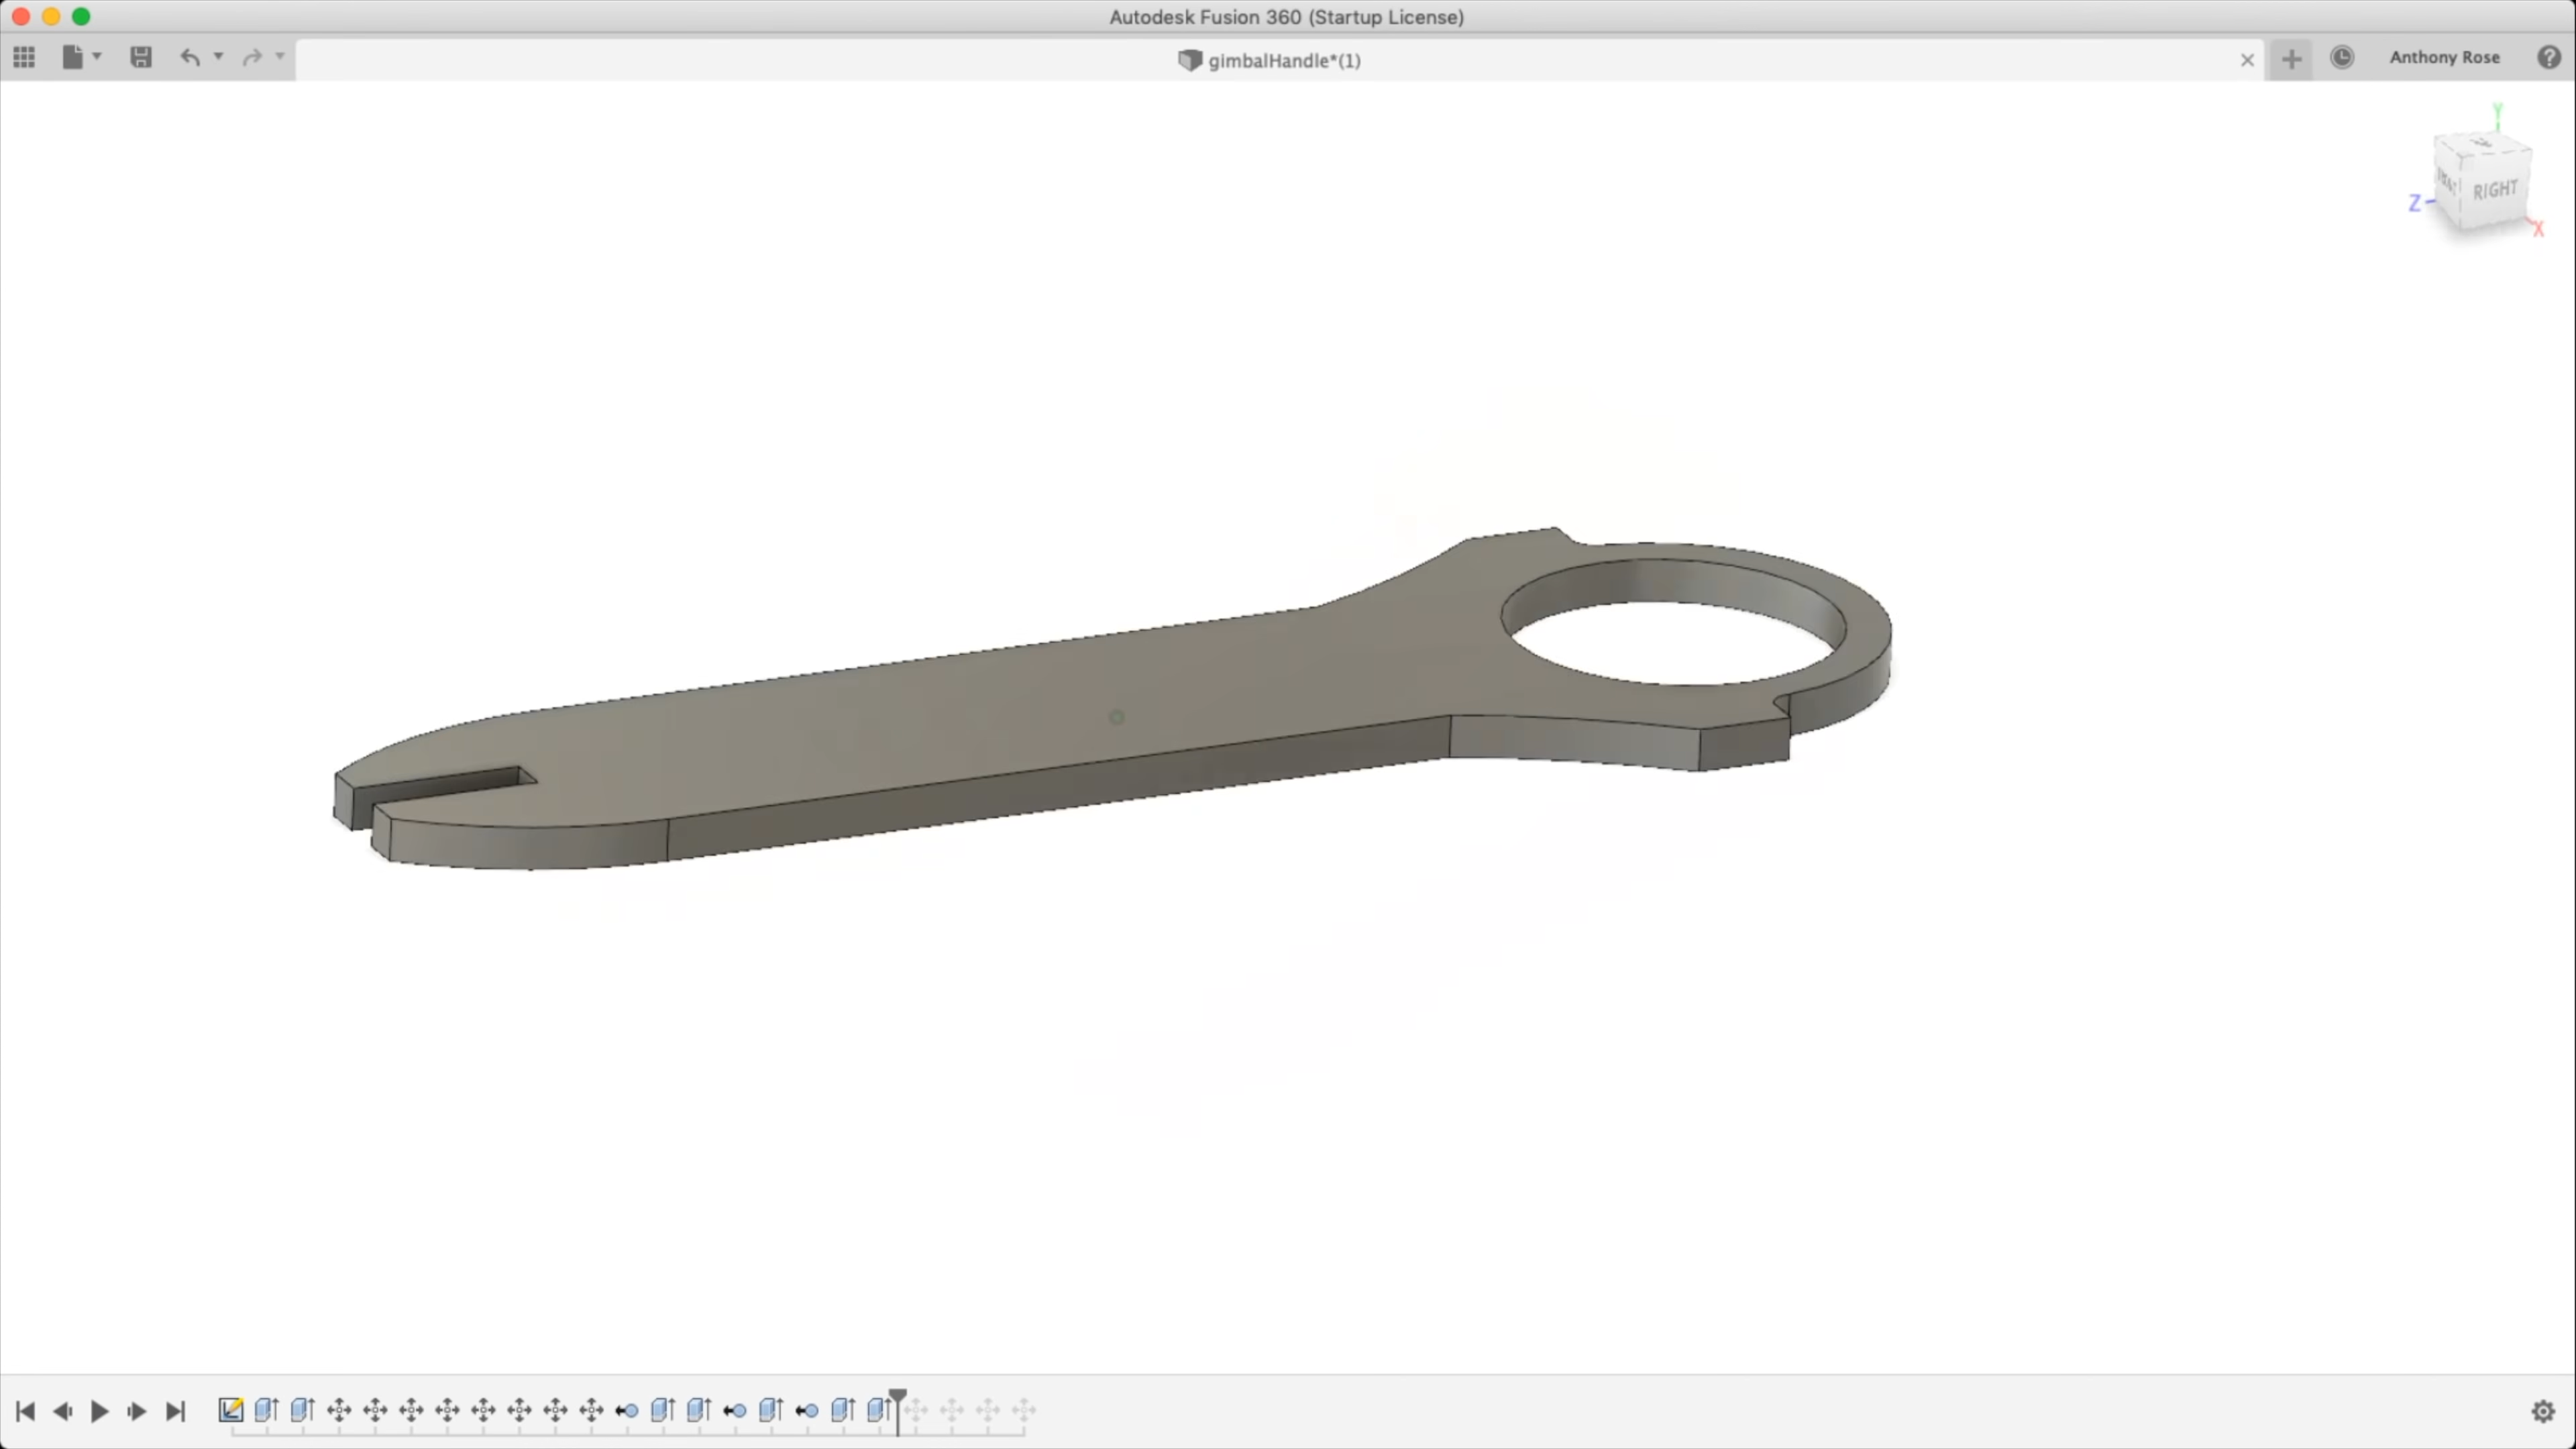 Autodesk Fusion 360 (Startup License)
gimbalHandle*(1)
Anthony Rose
Y
RIGHT
Z
X